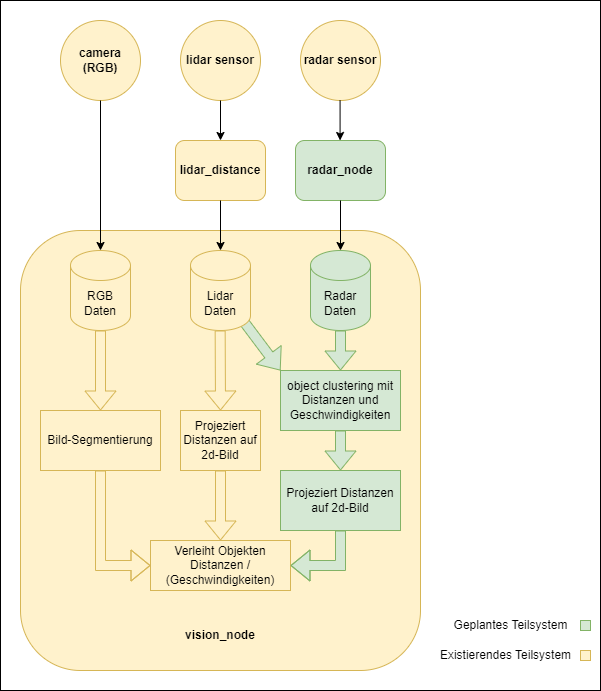 camera
(RGB)
lidar sensor
radar sensor
lidar_distance
radar_node
RGB
Daten
Lidar
Daten
Radar
Daten
object clustering mit
Distanzen und
Geschwindigkeiten
Bild-Segmentierung
Projeziert
Distanzen auf
2d-Bild
Projeziert Distanzen
auf 2d-Bild
Verleiht Objekten
Distanzen /
(Geschwindigkeiten)
vision_node
Geplantes Teilsystem
Existierendes Teilsystem